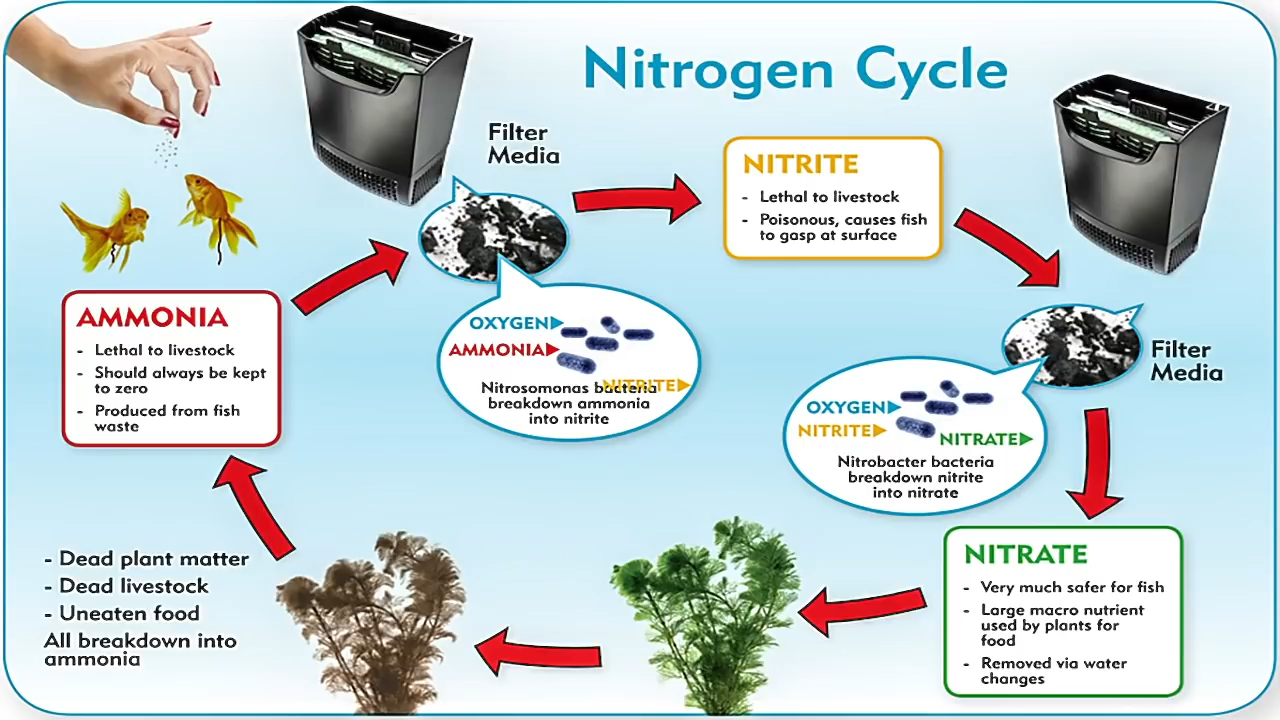 Nitrogen Cycle
Filter
Media
NITRITE
- Lethal to livestock
- Poisonous, causes fish
to gasp at surface
AMMONIA
- Lethal to livestock
- Should always be kept
to zero
- Produced from fish
waste
OXYGEN
AMMONIA
NITRITE
Nitrosomonas bacteria
breakdown ammonia
into nitrite
Filter
Media
OXYGEN
NITRITE
NITRATE
Nitrobacter bacteria
breakdown nitrite
into nitrate
NITRATE
- Very much safer for fish
- Large macro nutrient
used by plants for
food
- Removed via water
changes
- Dead plant matter
- Dead livestock
- Uneaten food
All breakdown into
ammonia